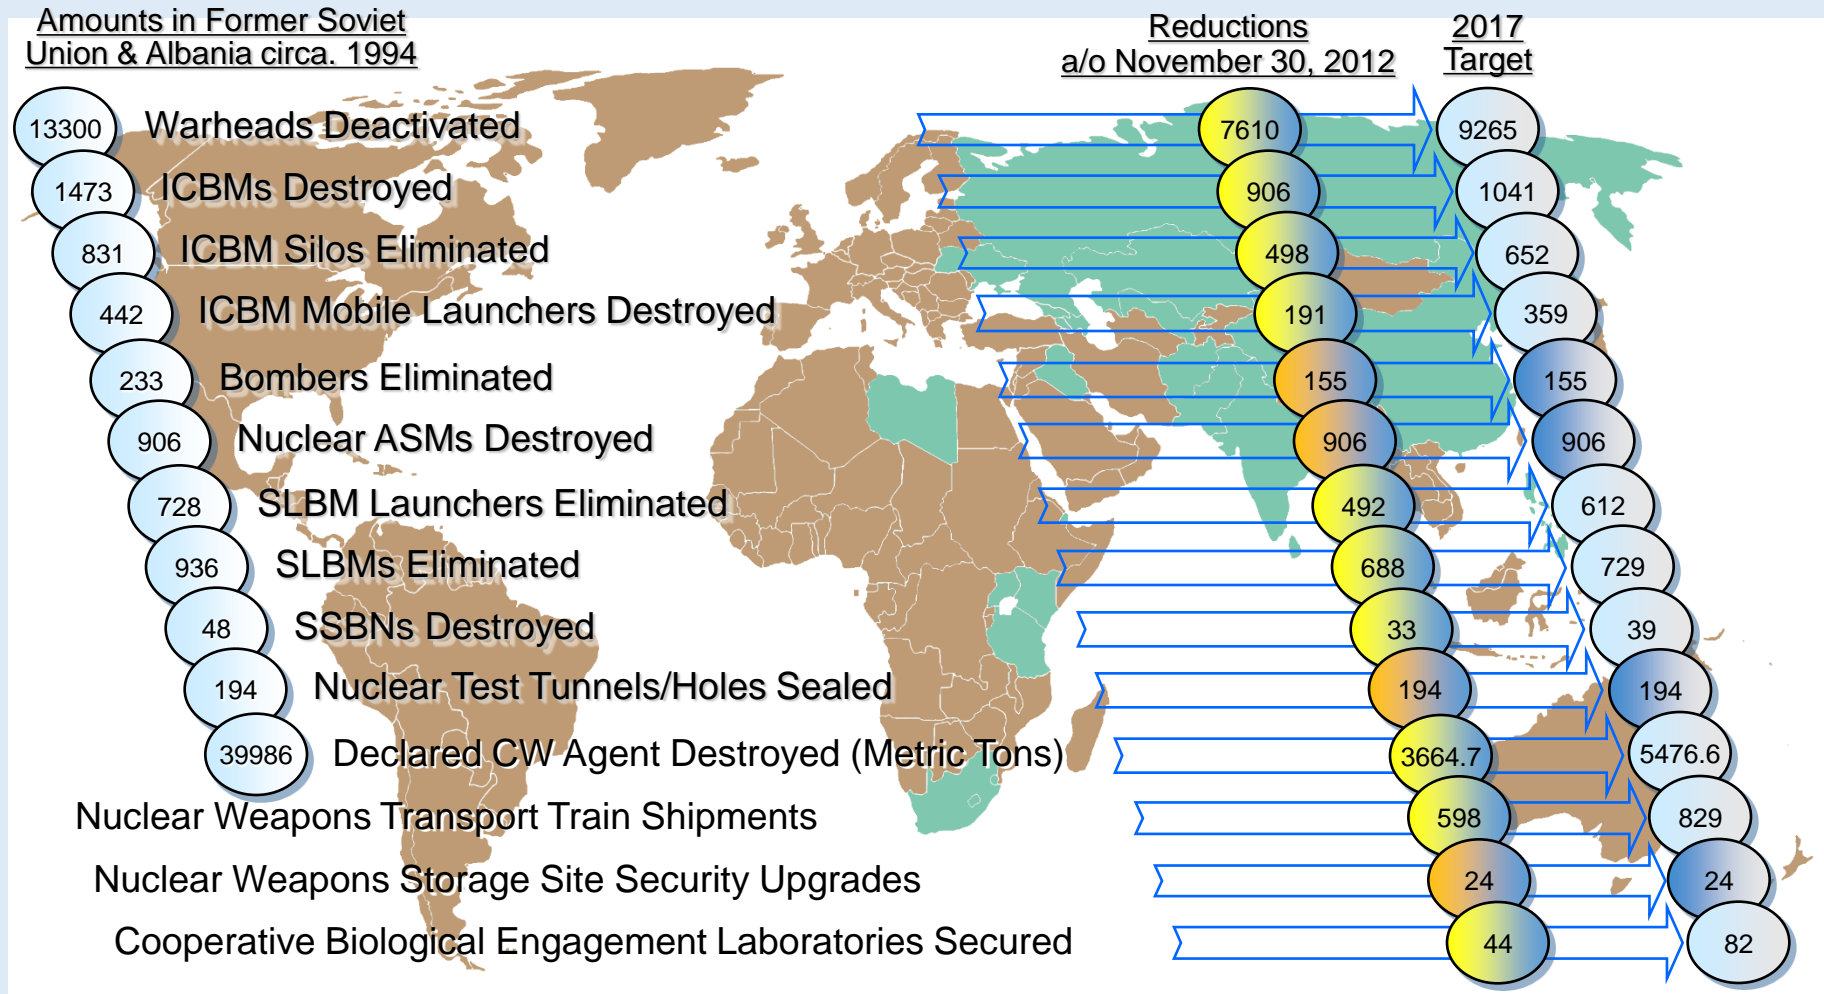 Amounts in Former Soviet
Union & Albania circa. 1994
Reductions
a/o November 30, 2012
2017
Target
13300 Warheads Deactivated 7610 9265
1473 ICBMs Destroyed 906 1041
831 ICBM Silos Eliminated 498 652
442 ICBM Mobile Launchers Destroyed 191 359
233 Bombers Eliminated 155 155
906 Nuclear ASMs Destroyed 906 906
728 SLBM Launchers Eliminated 492 612
936 SLBMs Eliminated 688 729
48 SSBNs Destroyed 33 39
194 Nuclear Test Tunnels/Holes Sealed 194 194
39986 Declared CW Agent Destroyed (Metric Tons) 3664.7 5476.6
Nuclear Weapons Transport Train Shipments 598 829
Nuclear Weapons Storage Site Security Upgrades 24 24
Cooperative Biological Engagement Laboratories Secured 44 82